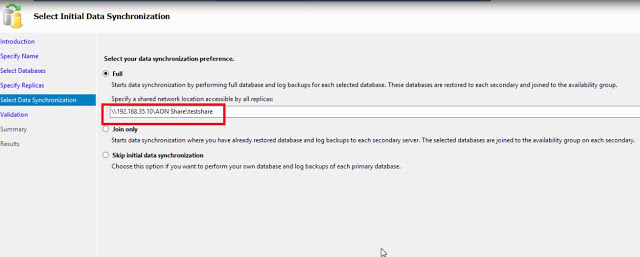 Select Initial Data Synchronization
Introduction
Specify Name
Select Databases
Specify Replicas
Select Data Synchronization
Validation
Summary
Results
Select your data synchronization preference.
Full
Starts data synchronization by performing full database and log backups for each selected database. These databases are restored to each secondary and joined to the availability group.
Specify a shared network location accessible by all replicas:
\\192.168.35.10\AON Share\testshare
Join only
Starts data synchronization where you have already restored database and log backups to each secondary server. The selected databases are joined to the availability group on each secondary.
Skip initial data synchronization
Choose this option if you want to perform your own database and log backups of each primary database.